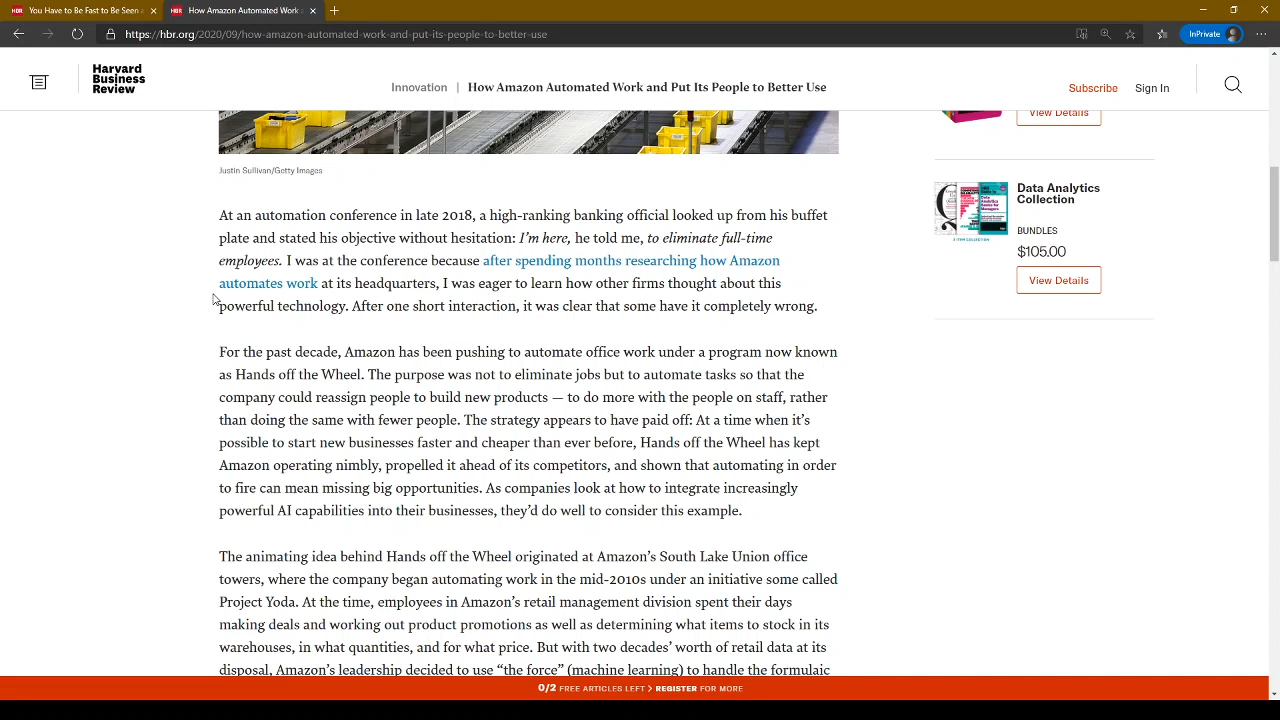 You Have to Be Fast to Be Seen a
How Amazon Automated Work a
https://hbr.org/2020/09/how-amazon-automated-work-and-put-its-people-to-better-use
InPrivate
Harvard
Business
Review
Innovation | How Amazon Automated Work and Put Its People to Better Use
Subscribe
Sign In
View Details
Justin Sullivan/Getty Images
At an automation conference in late 2018, a high-ranking banking official looked up from his buffet
plate and stated his objective without hesitation: I'm here, he told me, to eliminate full-time
employees. I was at the conference because after spending months researching how Amazon
automates work at its headquarters, I was eager to learn how other firms thought about this
powerful technology. After one short interaction, it was clear that some have it completely wrong.
For the past decade, Amazon has been pushing to automate office work under a program now known
as Hands off the Wheel. The purpose was not to eliminate jobs but to automate tasks so that the
company could reassign people to build new products — to do more with the people on staff, rather
than doing the same with fewer people. The strategy appears to have paid off: At a time when it's
possible to start new businesses faster and cheaper than ever before, Hands off the Wheel has kept
Amazon operating nimbly, propelled it ahead of its competitors, and shown that automating in order
to fire can mean missing big opportunities. As companies look at how to integrate increasingly
powerful AI capabilities into their businesses, they'd do well to consider this example.
The animating idea behind Hands off the Wheel originated at Amazon's South Lake Union office
towers, where the company began automating work in the mid-2010s under an initiative some called
Project Yoda. At the time, employees in Amazon's retail management division spent their days
making deals and working out product promotions as well as determining what items to stock in its
warehouses, in what quantities, and for what price. But with two decades' worth of retail data at its
disposal, Amazon's leadership decided to use "the force" (machine learning) to handle the formulaic
Data Analytics
Collection
BUNDLES
$105.00
View Details
0/2 FREE ARTICLES LEFT > REGISTER FOR MORE